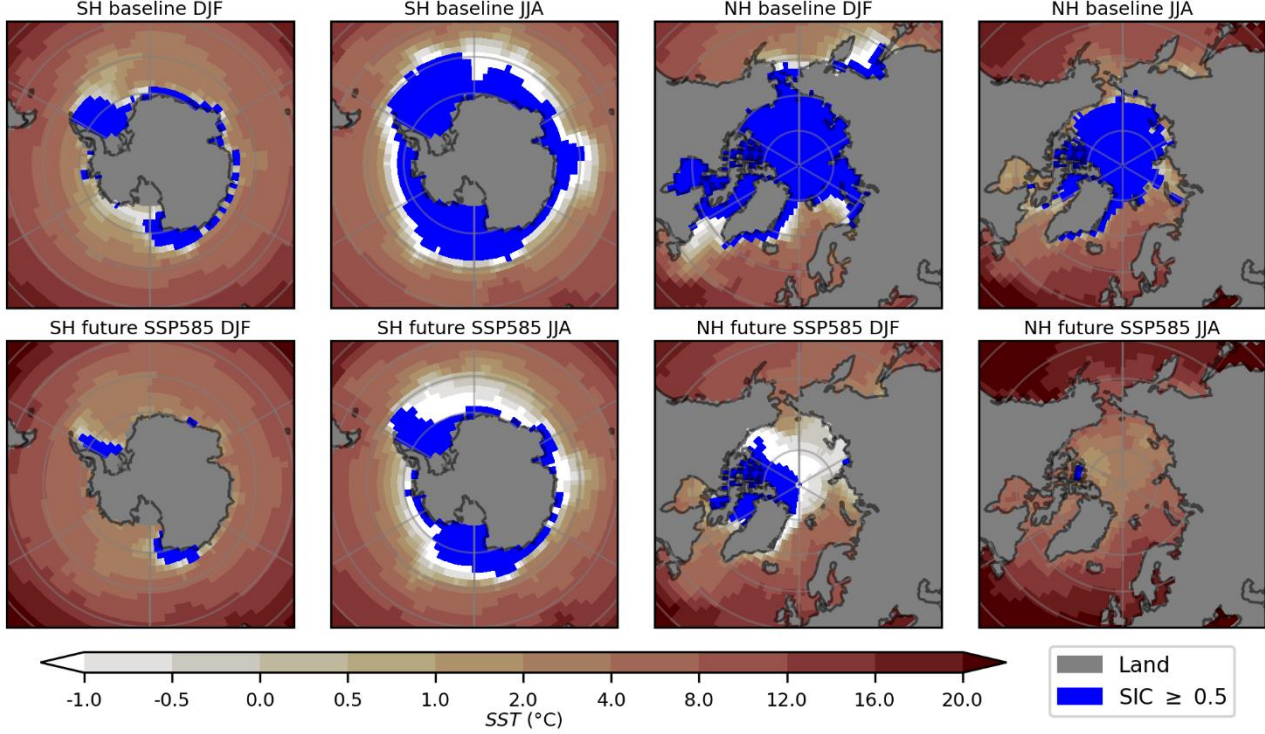 SH baseline DJF
SH baseline JJA
NH baseline DJF
NH baseline JJA
SH future SSP585 DJF
SH future SSP585 JJA
NH future SSP585 DJF
NH future SSP585 JJA
-1.0 -0.5 0.0 0.5 1.0 2.0 4.0 8.0 12.0 16.0 20.0
SST (°C)
Land
SIC ≥ 0.5